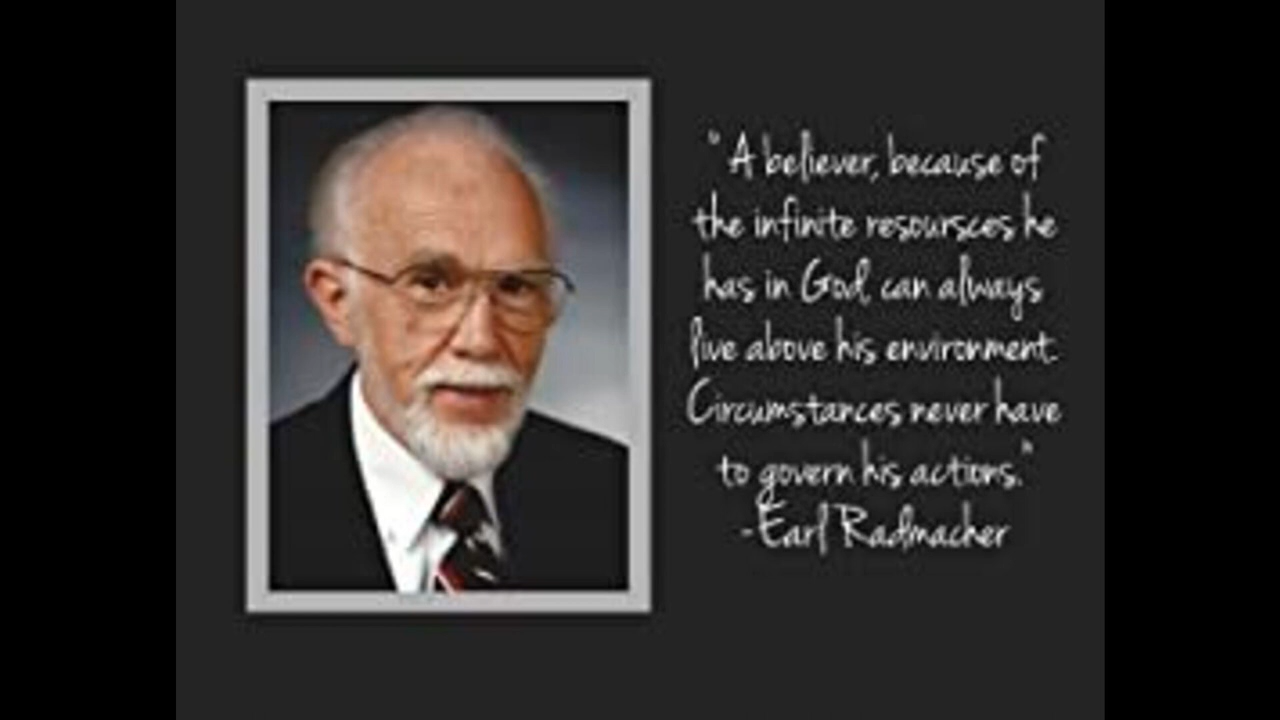 "A believer, because of
the infinite resoursces he
has in God, can always
live above his environment.
Circumstances never have
to govern his actions."
-Earl Radmacher